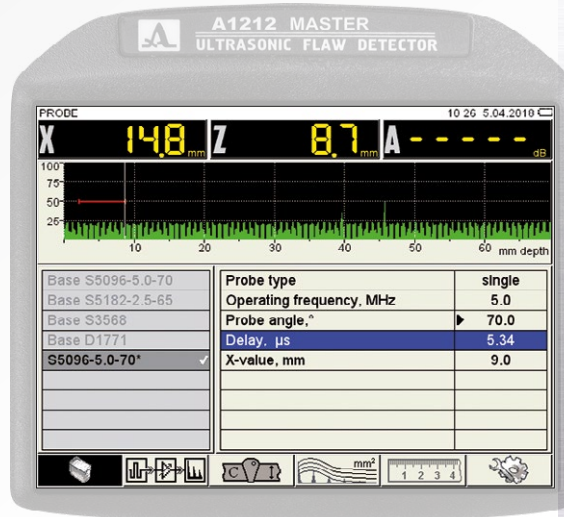 A1212 MASTER
ULTRASONIC FLAW DETECTOR
PROBE 10 26 5.04.2018
X 14.8 mm Z 8.7 mm A - - - - - dB
100
75
50
25
10 20 30 40 50 60 mm depth
Base S5096-5.0-70
Base S5182-2.5-65
Base S3568
Base D1771
S5096-5.0-70*
Probe type single
Operating frequency, MHz 5.0
Probe angle,° 70.0
Delay, µs 5.34
X-value, mm 9.0
C I
mm²
1 2 3 4